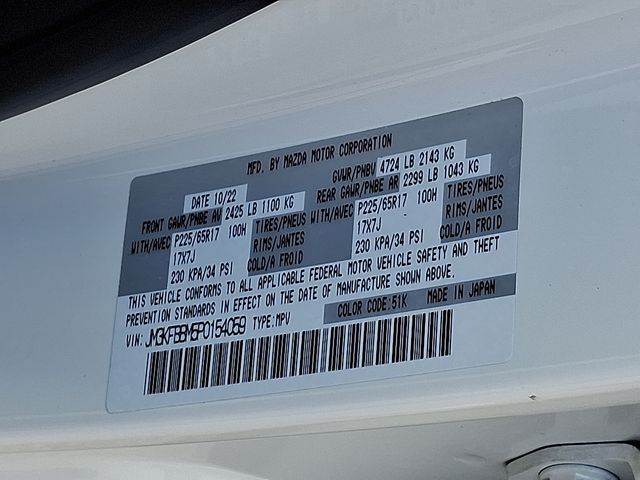 MFD. BY MAZDA MOTOR CORPORATION
DATE 10/22 GVWR/PNBV 4724 LB 2143 KG
FRONT GAWR/PNBE AV 2425 LB 1100 KG REAR GAWR/PNBE AR 2299 LB 1043 KG
WITH/AVEC P225/65R17 100H TIRES/PNEUS WITH/AVEC P225/65R17 100H TIRES/PNEUS
17X7J RIMS/JANTES 17X7J RIMS/JANTES
230 KPA/34 PSI COLD/A FROID 230 KPA/34 PSI COLD/A FROID
THIS VEHICLE CONFORMS TO ALL APPLICABLE FEDERAL MOTOR VEHICLE SAFETY AND THEFT
PREVENTION STANDARDS IN EFFECT ON THE DATE OF MANUFACTURE SHOWN ABOVE.
COLOR CODE:51K MADE IN JAPAN
VIN: JM3KFBBM5P0154059 TYPE:MPV